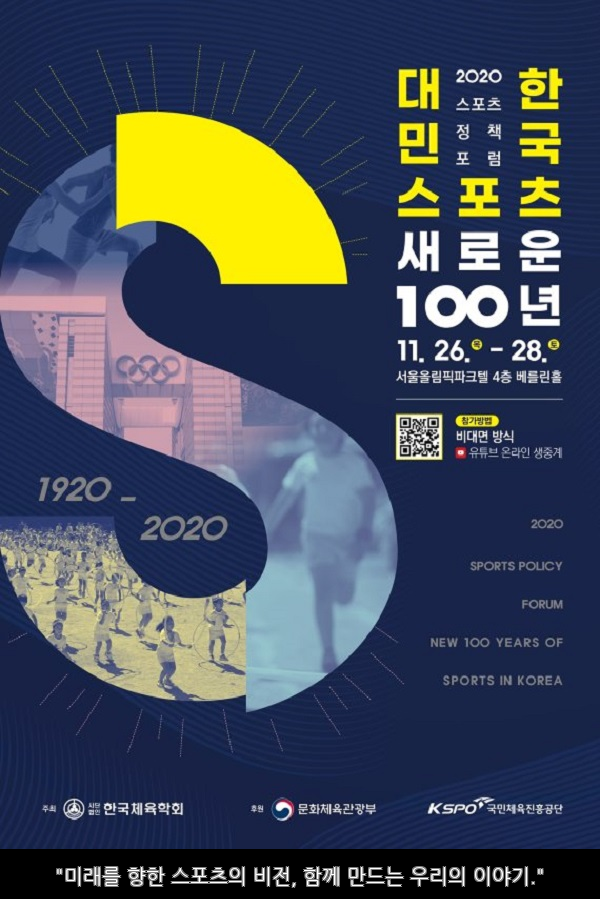 대 한
민 국
2020
스포츠
정 책
포 럼
스포츠
새로운
100년
11. 26.목 - 28.토
서울올림픽파크텔 4층 베를린홀
참가방법
비대면 방식
유튜브 온라인 생중계
1920 _
2020
2020
SPORTS POLICY
FORUM
NEW 100 YEARS OF
SPORTS IN KOREA
주최 사단법인 한국체육학회 후원 문화체육관광부 KSPO 국민체육진흥공단
"미래를 향한 스포츠의 비전, 함께 만드는 우리의 이야기."